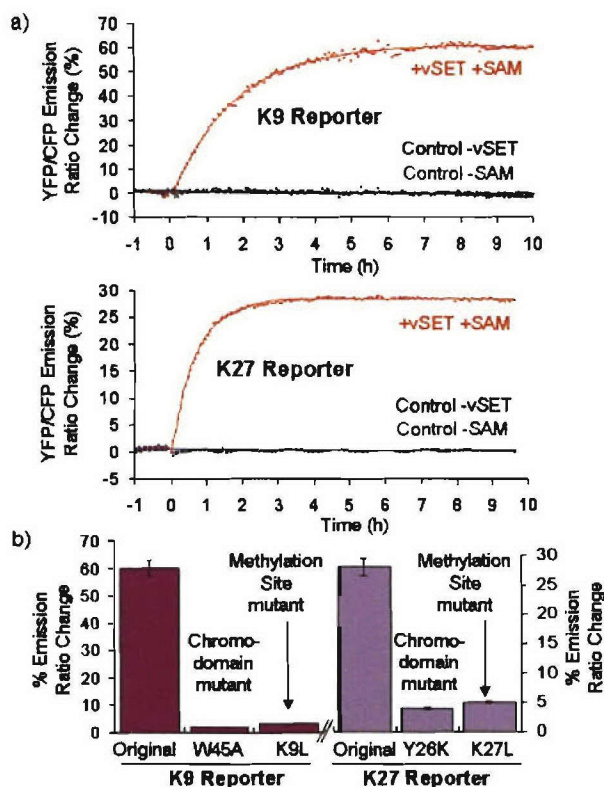 a)
YFP/CFP Emission
Ratio Change (%)
70
60
50
40
30
20
10
0
-10
+vSET +SAM
K9 Reporter
Control -vSET
Control -SAM
-1 0 1 2 3 4 5 6 7 8 9 10
Time (h)
YFP/CFP Emission
Ratio Change (%)
30
25
20
15
10
5
0
-5
+vSET +SAM
K27 Reporter
Control -vSET
Control -SAM
-1 0 1 2 3 4 5 6 7 8 9 10
Time (h)
b)
% Emission
Ratio Change
70
60
50
40
30
20
10
0
Methylation
Site
mutant
Chromo-
domain
mutant
Methylation
Site
mutant
Chromo-
domain
mutant
30
25
20
15
10
5
0
% Emission
Ratio Change
Original W45A K9L // Original Y26K K27L
K9 Reporter K27 Reporter